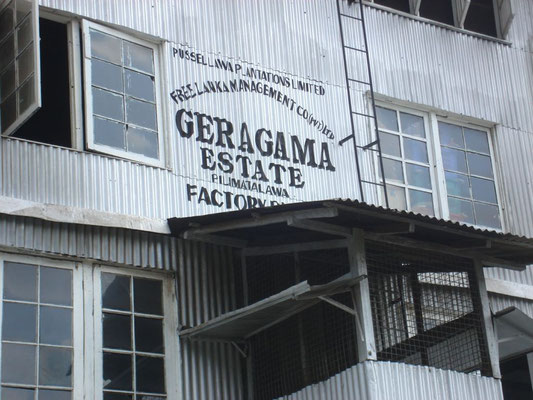 PUSSELLAWA PLANTATIONS LIMITED
FREE LANKA MANAGEMENT CO(PVT)LTD
GERAGAMA
ESTATE
PILIMATALAWA
FACTORY